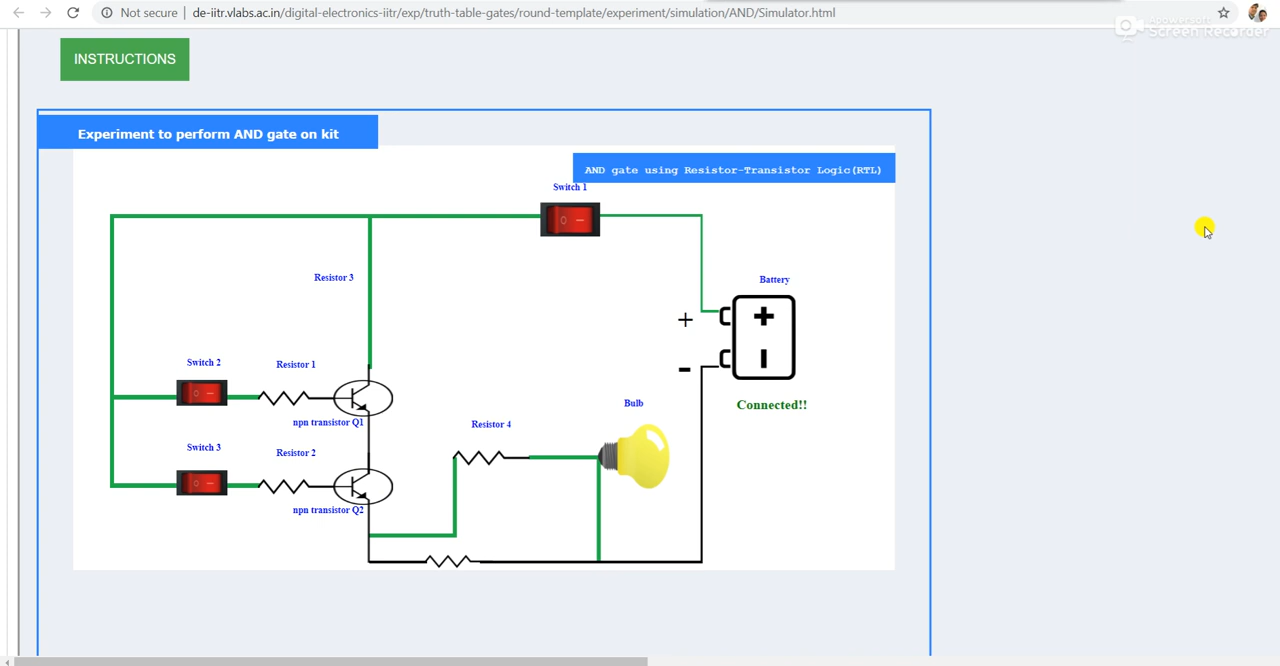 Not secure
de-iitr.vlabs.ac.in/digital-electronics-iitr/exp/truth-table-gates/round-template/experiment/simulation/AND/Simulator.html
Apowersoft
Screen Recorder
INSTRUCTIONS
Experiment to perform AND gate on kit
AND gate using Resistor-Transistor Logic(RTL)
Switch 1
Resistor 3
Battery
+
+
-
Connected!!
Switch 2
Resistor 1
npn transistor Q1
Bulb
Resistor 4
Switch 3
Resistor 2
npn transistor Q2